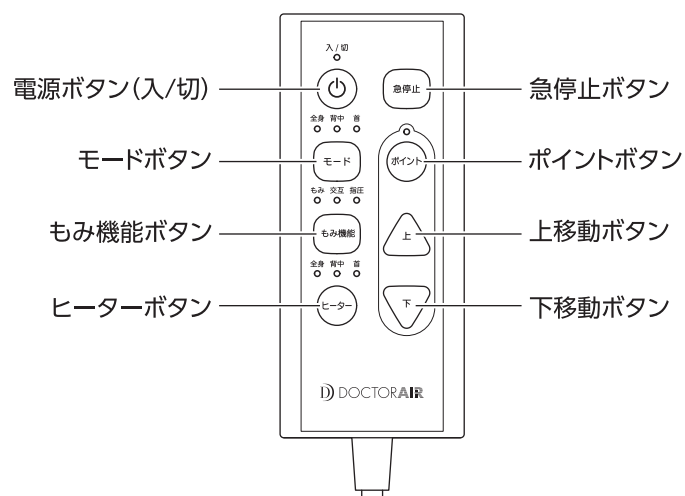 入/切
電源ボタン(入/切)
急停止
急停止ボタン
全身 背中 首
モードボタン
モード
ポイント
ポイントボタン
もみ 交互 指圧
もみ機能ボタン
もみ機能
上
上移動ボタン
全身 背中 首
ヒーターボタン
ヒーター
下
下移動ボタン
DOCTORAIR